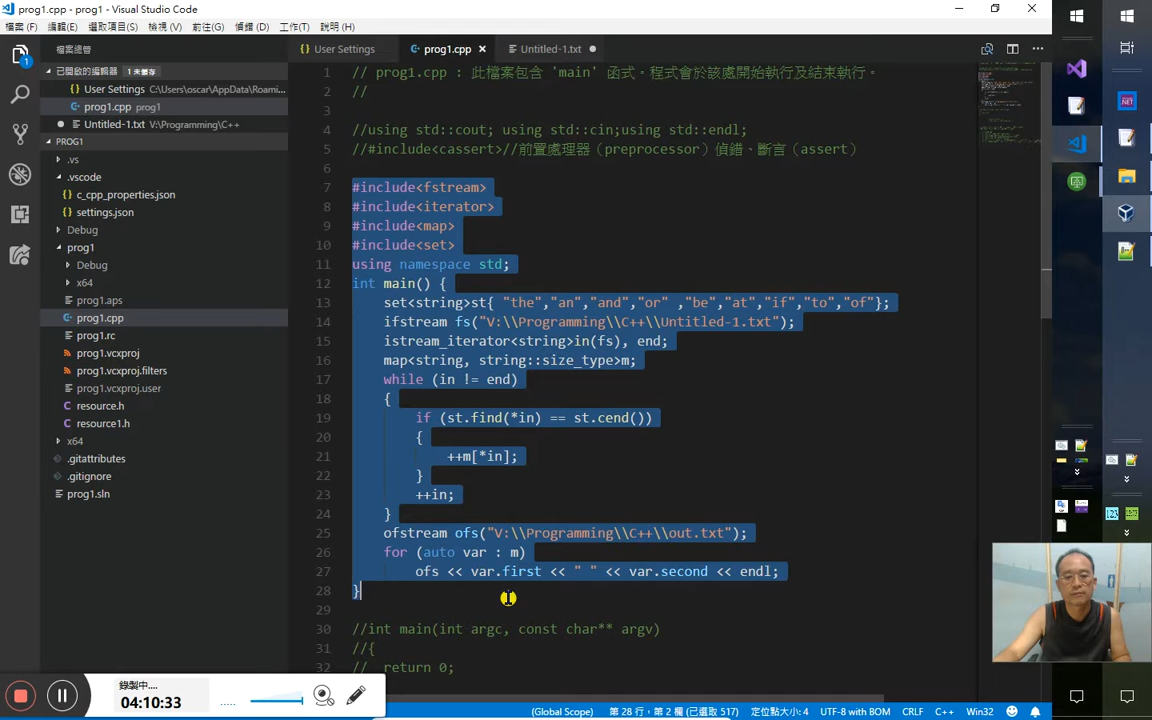 prog1.cpp - prog1 - Visual Studio Code
檔案 (F) 編輯(E) 選取項目(S) 檢視 (V) 前往(G) 偵錯 (D) 工作(T) 說明 (H)
檔案總管
已開啟的編輯器 1 未儲存
User Settings C:\Users\oscar\AppData\Roami...
prog1.cpp prog1
Untitled-1.txt V:\Programming\C++
PROG1
.vs
.vscode
c_cpp_properties.json
settings.json
Debug
prog1
Debug
x64
prog1.aps
prog1.cpp
prog1.rc
prog1.vcxproj
prog1.vcxproj.filters
prog1.vcxproj.user
resource.h
resource1.h
x64
.gitattributes
.gitignore
prog1.sln
User Settings prog1.cpp Untitled-1.txt
1 // prog1.cpp : 此檔案包含 'main' 函式。程式會於該處開始執行及結束執行。
2 //
3
4 //using std::cout; using std::cin;using std::endl;
5 //#include<cassert>//前置處理器（preprocessor）偵錯、斷言（assert）
6
7 #include<fstream>
8 #include<iterator>
9 #include<map>
10 #include<set>
11 using namespace std;
12 int main() {
13 set<string>st{ "the","an","and","or" ,"be","at","if","to","of"};
14 ifstream fs("V:\\Programming\\C++\\Untitled-1.txt");
15 istream_iterator<string>in(fs), end;
16 map<string, string::size_type>m;
17 while (in != end)
18 {
19 if (st.find(*in) == st.cend())
20 {
21 ++m[*in];
22 }
23 ++in;
24 }
25 ofstream ofs("V:\\Programming\\C++\\out.txt");
26 for (auto var : m)
27 ofs << var.first << " " << var.second << endl;
28 }
29
30 //int main(int argc, const char** argv)
31 //{
32 // return 0;
錄製中....
04:10:33
(Global Scope) 第 28 行，第 2 欄 (已選取 517) 定位點大小: 4 UTF-8 with BOM CRLF C++ Win32